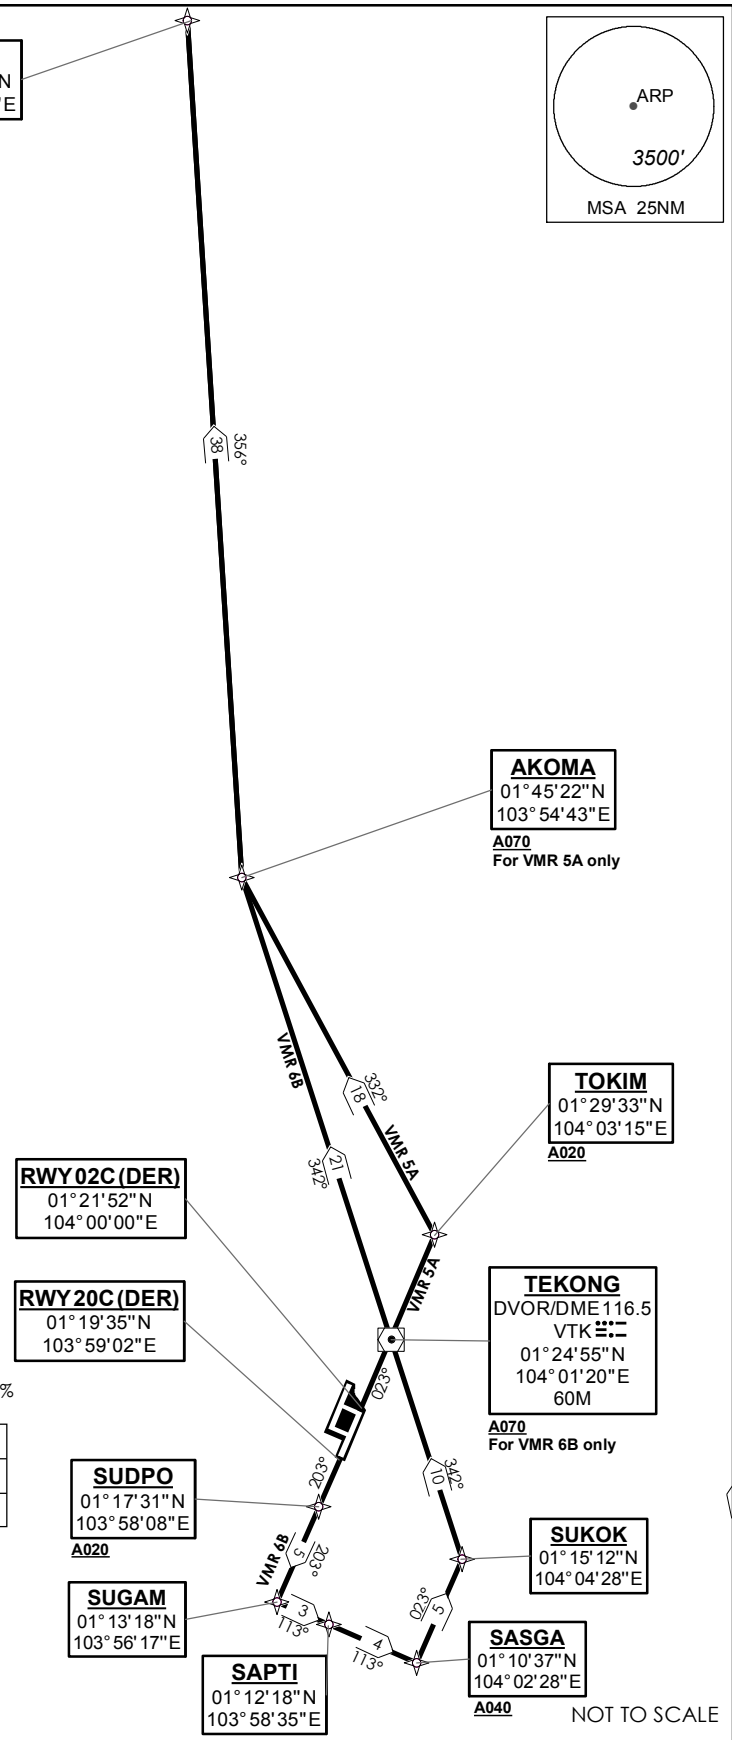 N
'E
ARP
3500'
MSA 25NM
38
356°
AKOMA
01°45'22"N
103°54'43"E
A070
For VMR 5A only
VMR 6B
332°
18
VMR 5A
TOKIM
01°29'33"N
104°03'15"E
A020
21
342°
RWY 02C (DER)
01°21'52"N
104°00'00"E
VMR 5A
TEKONG
DVOR/DME 116.5
VTK
01°24'55"N
104°01'20"E
60M
A070
For VMR 6B only
RWY 20C (DER)
01°19'35"N
103°59'02"E
023°
%
203°
342°
10
SUDPO
01°17'31"N
103°58'08"E
A020
VMR 6B
5
203°
SUKOK
01°15'12"N
104°04'28"E
SUGAM
01°13'18"N
103°56'17"E
3
113°
4
113°
023°
5
SASGA
01°10'37"N
104°02'28"E
A040
SAPTI
01°12'18"N
103°58'35"E
NOT TO SCALE